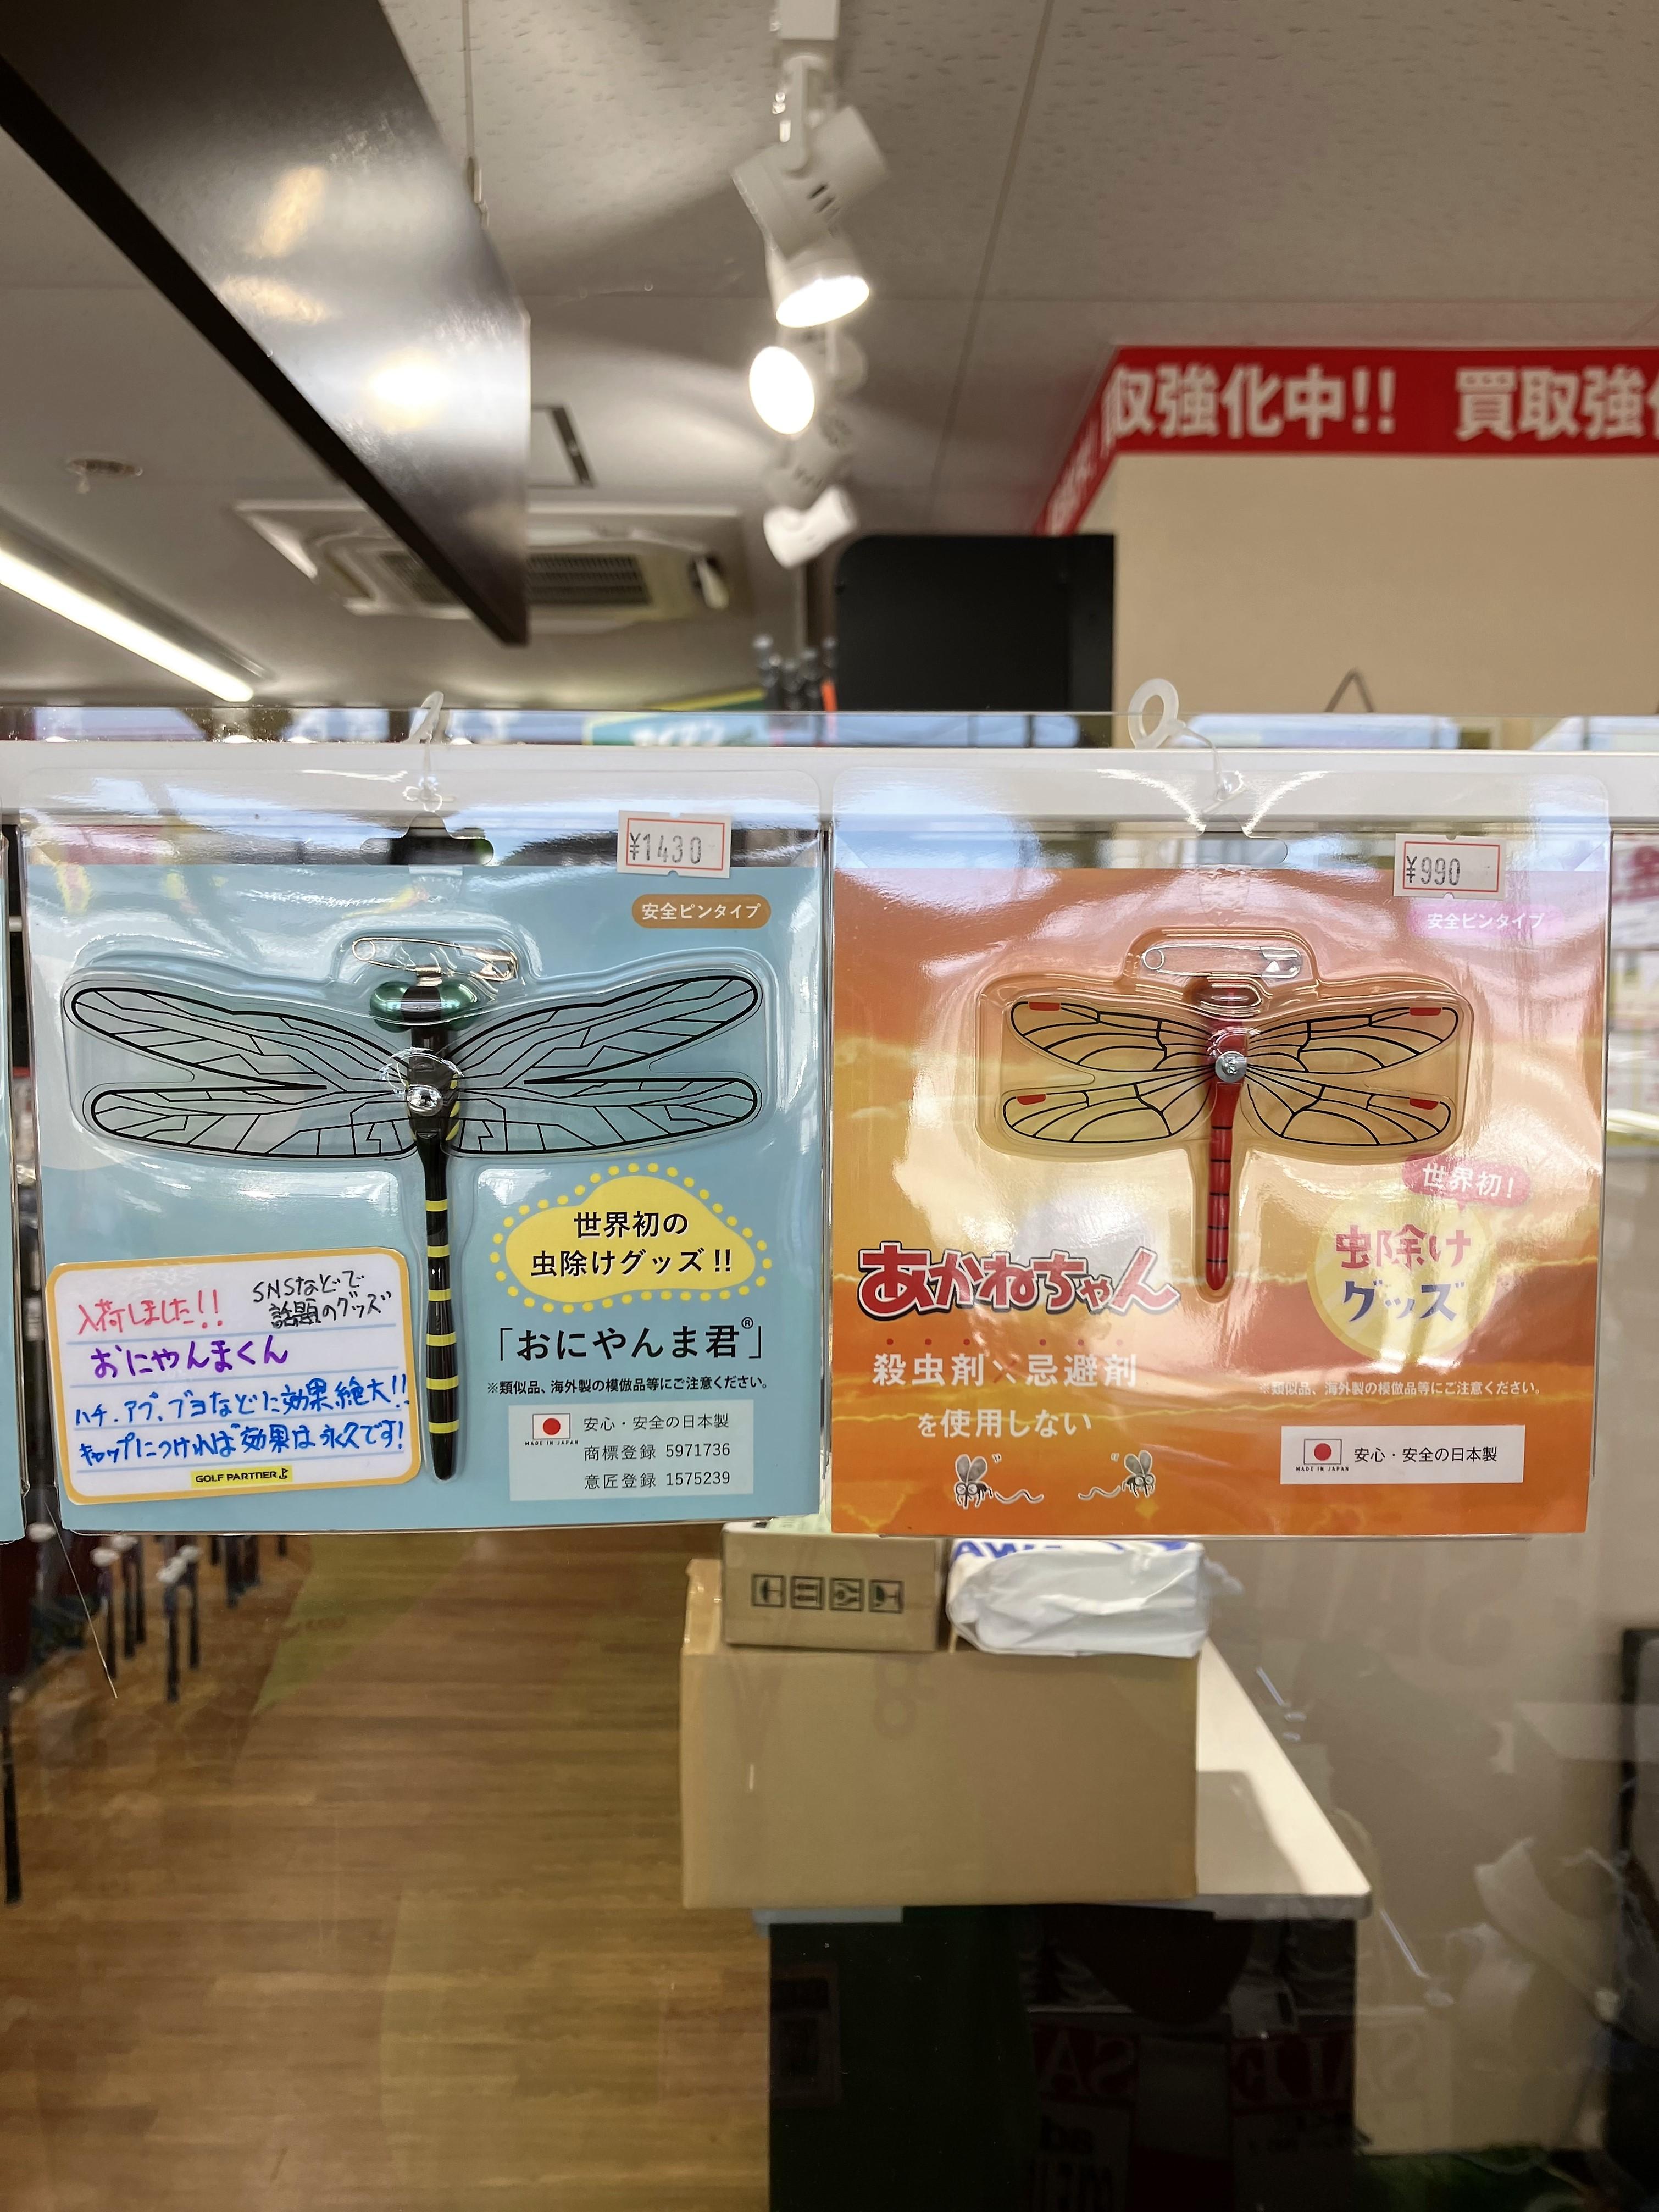 取強化中!! 買取強化
¥1430
安全ピンタイプ
世界初の
虫除けグッズ!!
「おにやんま君®」
※類似品、海外製の模倣品等にご注意ください。
MADE IN JAPAN
安心・安全の日本製
商標登録 5971736
意匠登録 1575239
入荷しました!!
SNSなどで
話題のグッズ
おにやんまくん
ハチ.アブ、ブヨなどに効果絶大!!
キャップにつければ効果は永久です!
GOLF PARTNER
¥990
安全ピンタイプ
世界初!
虫除け
グッズ
あかねちゃん
殺虫剤、忌避剤
を使用しない
※類似品、海外製の模倣品等にご注意ください。
MADE IN JAPAN
安心・安全の日本製